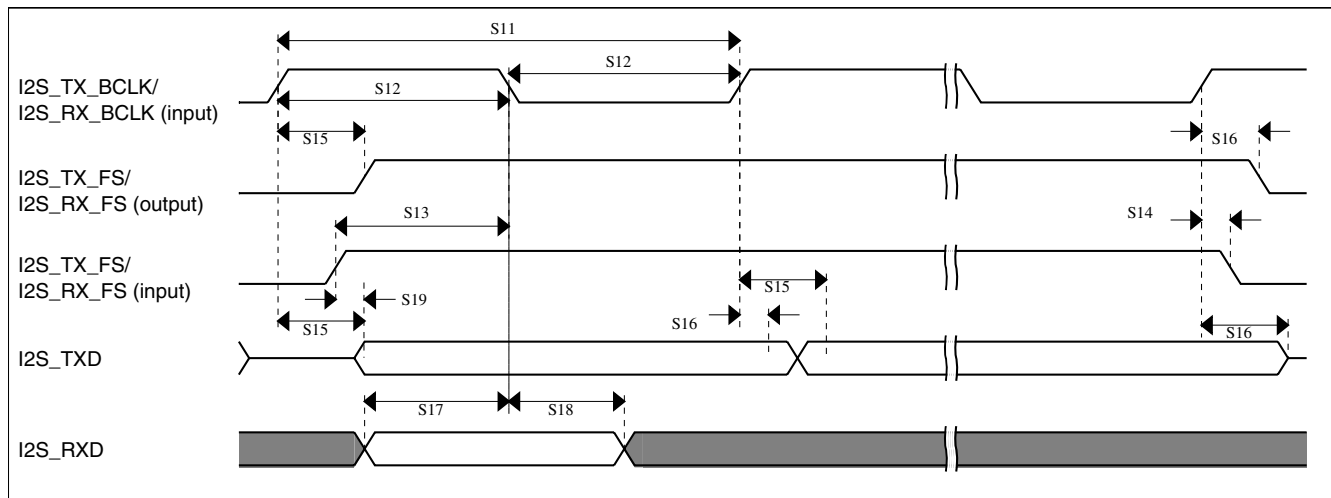 S11
S12
I2S_TX_BCLK/
I2S_RX_BCLK (input)
S12
S15
S16
I2S_TX_FS/
I2S_RX_FS (output)
S13
S14
I2S_TX_FS/
I2S_RX_FS (input)
S15
S19
S16
S15
S16
I2S_TXD
S17
S18
I2S_RXD